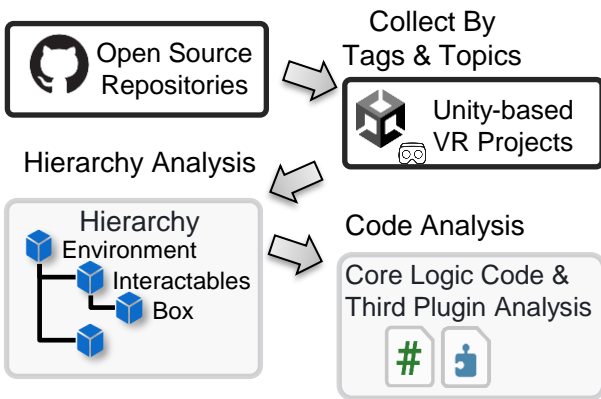 Open Source
Repositories
Collect By
Tags & Topics
Unity-based
VR Projects
Hierarchy Analysis
Hierarchy
Environment
Interactables
Box
Code Analysis
Core Logic Code &
Third Plugin Analysis
#